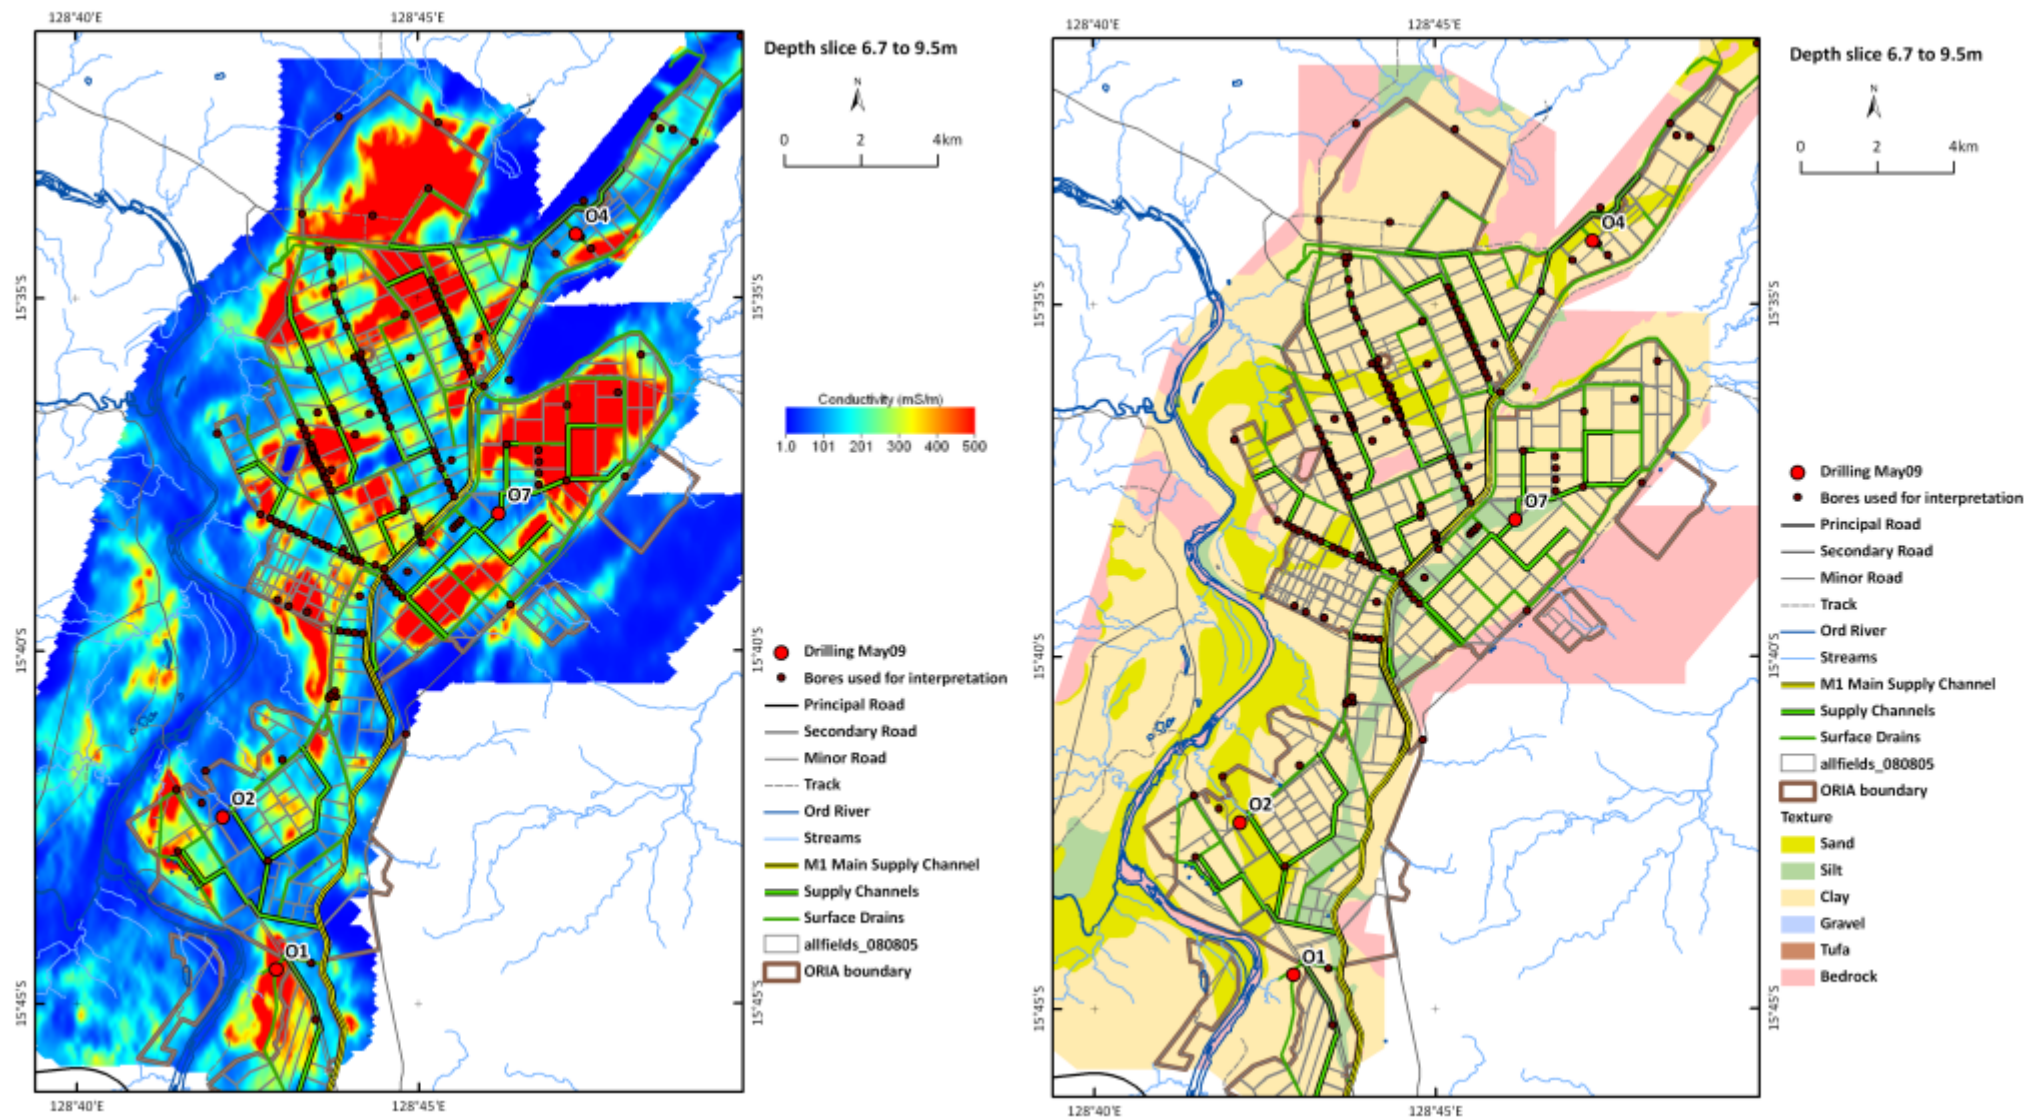 128°40'E
128°45'E
Depth slice 6.7 to 9.5m
N
0 2 4km
O4
15°35'S
15°35'S
Conductivity (mS/m)
1.0 101 201 300 400 500
O7
15°40'S
15°40'S
O2
O1
15°45'S
15°45'S
Drilling May09
Bores used for interpretation
Principal Road
Secondary Road
Minor Road
Track
Ord River
Streams
M1 Main Supply Channel
Supply Channels
Surface Drains
allfields_080805
ORIA boundary
128°40'E
128°45'E
128°40'E
128°45'E
Depth slice 6.7 to 9.5m
N
0 2 4km
O4
15°35'S
15°35'S
O7
15°40'S
15°40'S
O2
O1
15°45'S
15°45'S
Drilling May09
Bores used for interpretation
Principal Road
Secondary Road
Minor Road
Track
Ord River
Streams
M1 Main Supply Channel
Supply Channels
Surface Drains
allfields_080805
ORIA boundary
Texture
Sand
Silt
Clay
Gravel
Tufa
Bedrock
128°40'E
128°45'E